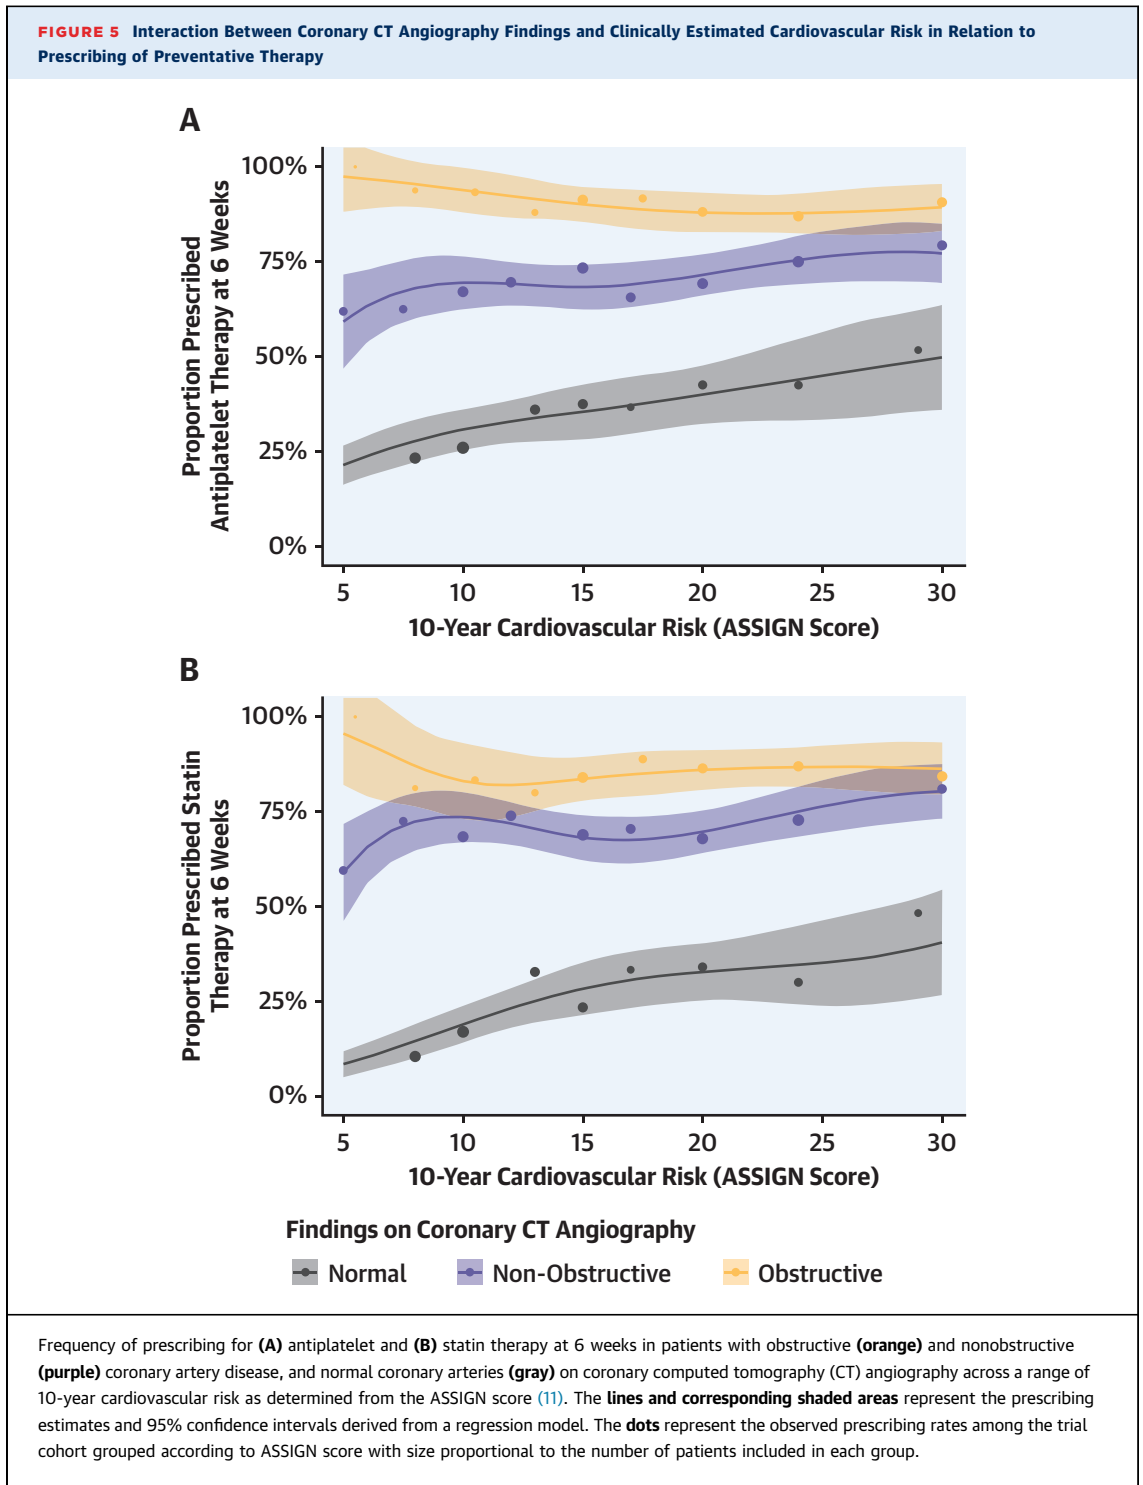 FIGURE 5 Interaction Between Coronary CT Angiography Findings and Clinically Estimated Cardiovascular Risk in Relation to
Prescribing of Preventative Therapy
A
Proportion Prescribed
Antiplatelet Therapy at 6 Weeks
100%
75%
50%
25%
0%
5 10 15 20 25 30
10-Year Cardiovascular Risk (ASSIGN Score)
B
Proportion Prescribed Statin
Therapy at 6 Weeks
100%
75%
50%
25%
0%
5 10 15 20 25 30
10-Year Cardiovascular Risk (ASSIGN Score)
Findings on Coronary CT Angiography
Normal Non-Obstructive Obstructive
Frequency of prescribing for (A) antiplatelet and (B) statin therapy at 6 weeks in patients with obstructive (orange) and nonobstructive
(purple) coronary artery disease, and normal coronary arteries (gray) on coronary computed tomography (CT) angiography across a range of
10-year cardiovascular risk as determined from the ASSIGN score (11). The lines and corresponding shaded areas represent the prescribing
estimates and 95% confidence intervals derived from a regression model. The dots represent the observed prescribing rates among the trial
cohort grouped according to ASSIGN score with size proportional to the number of patients included in each group.